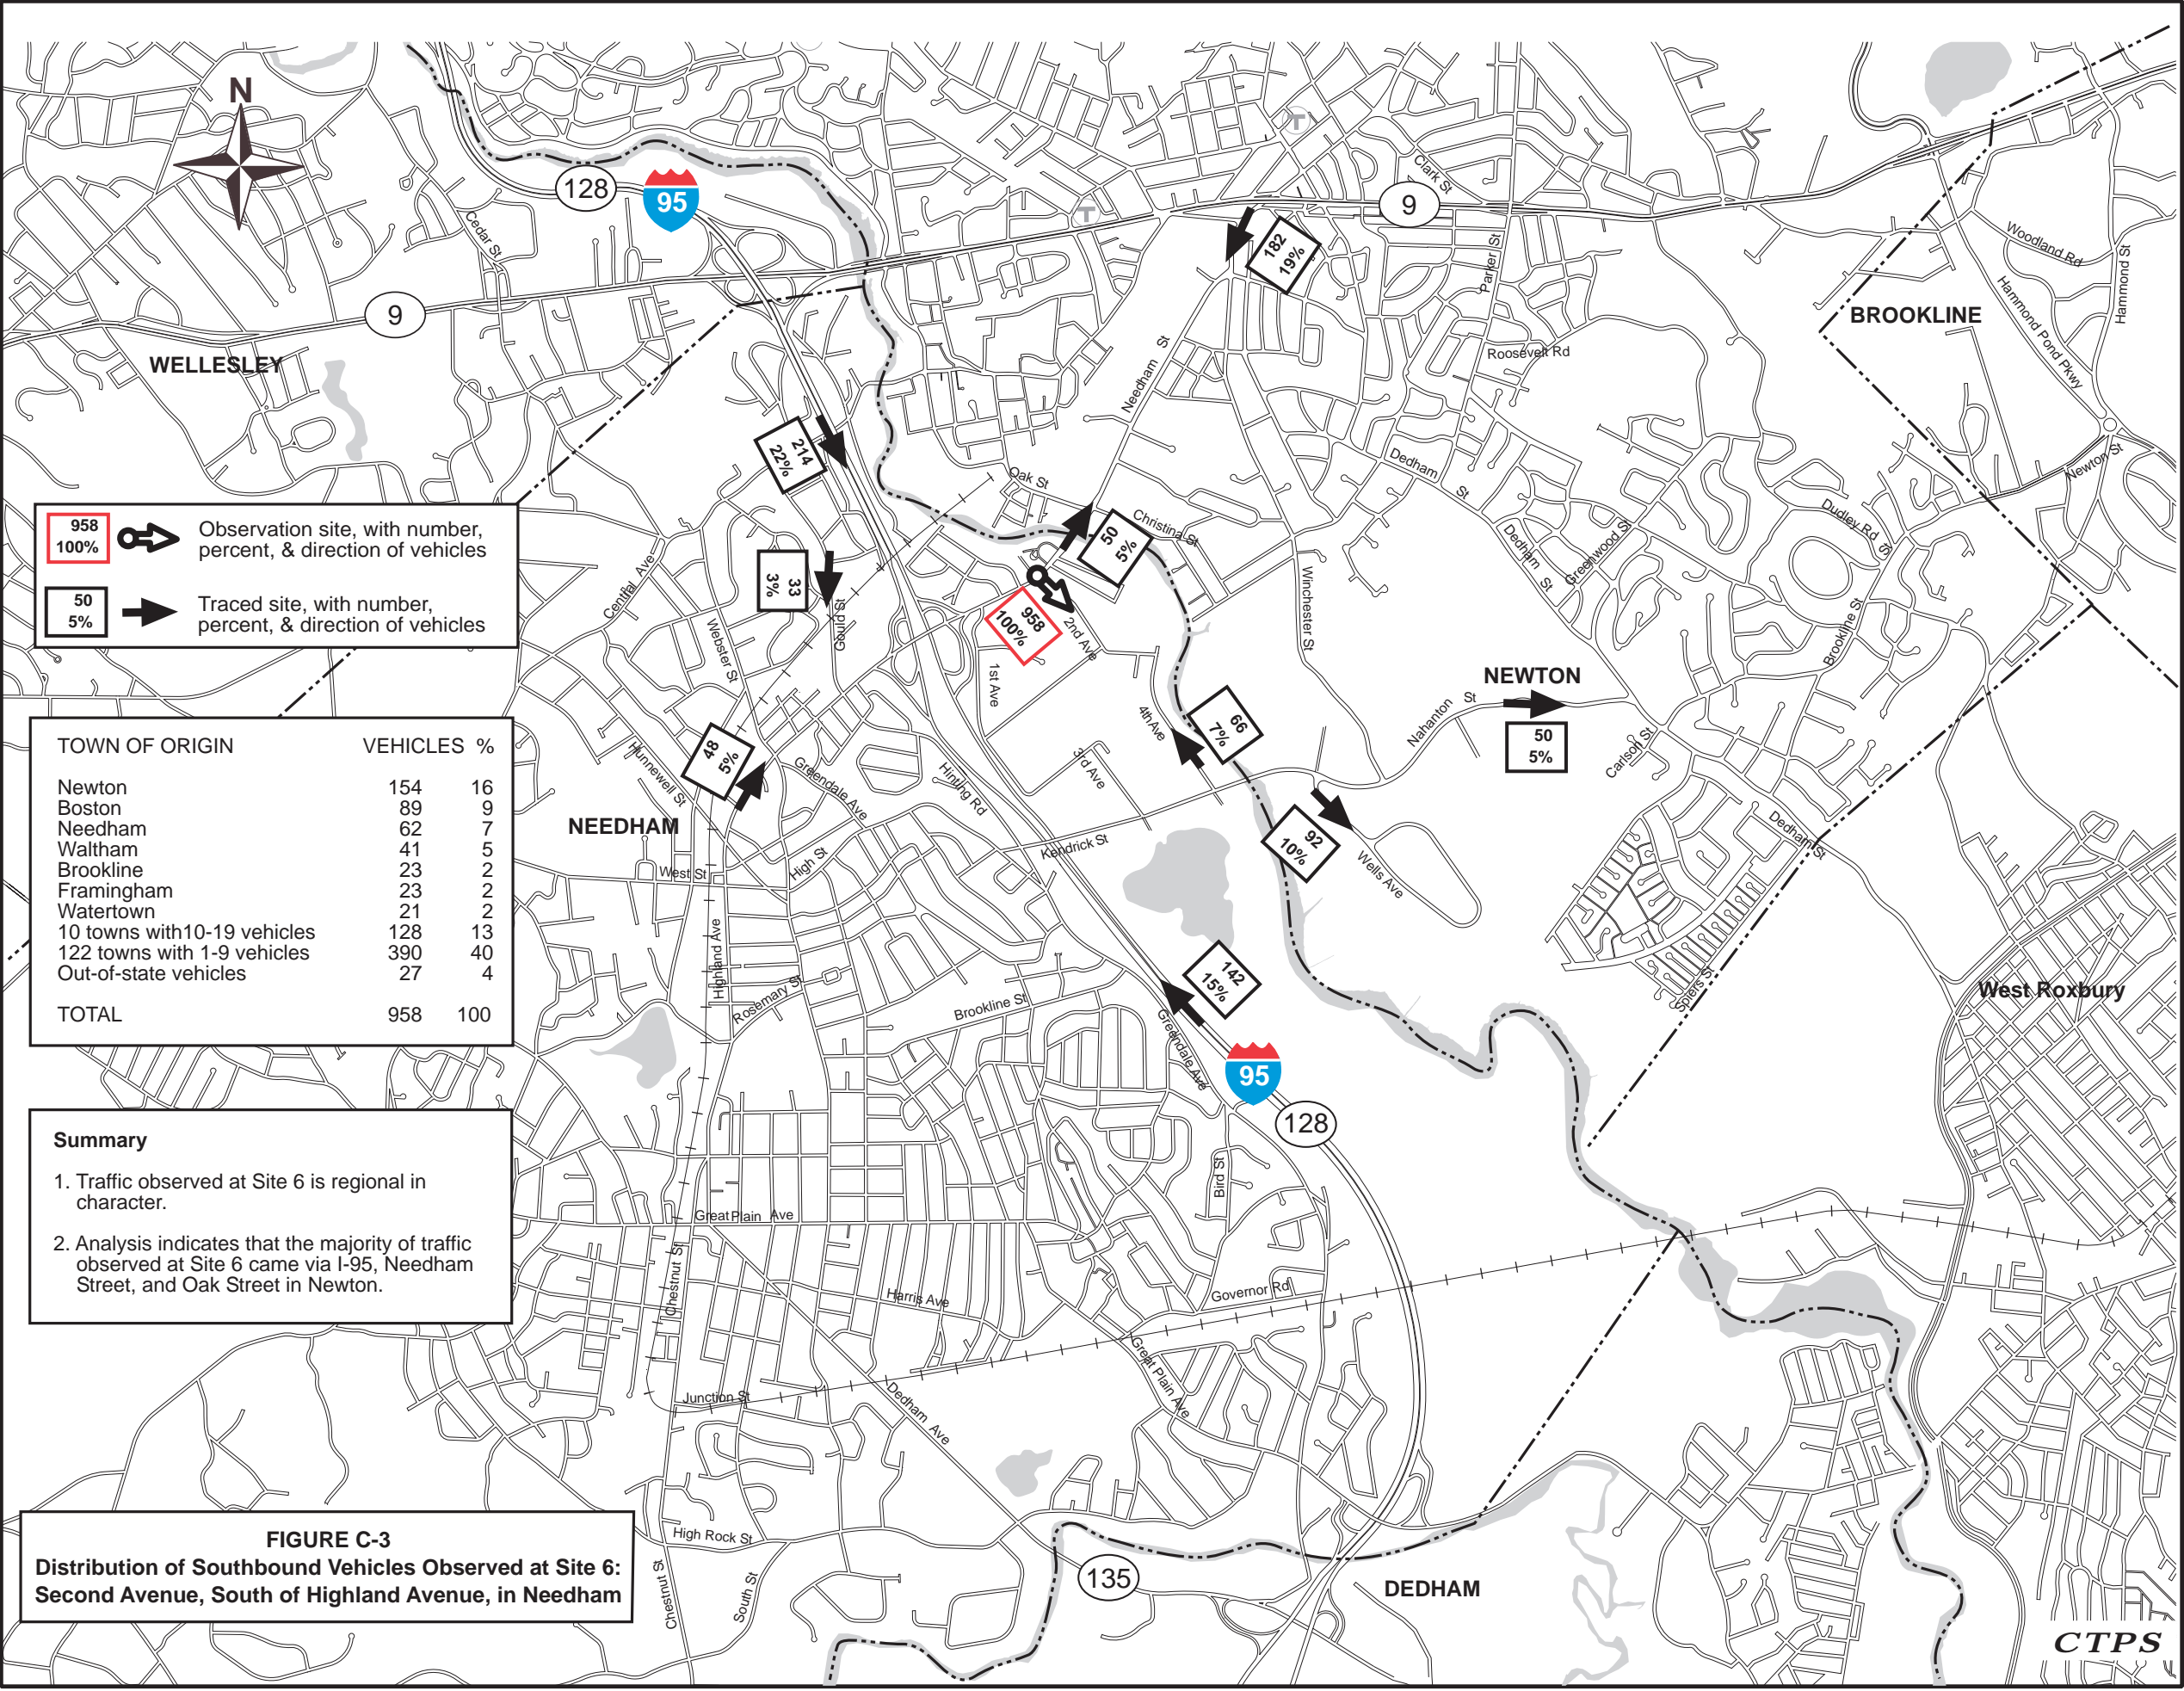 N
128
95
9
Clark St
9
Cedar St
182
19%
Parker St
Woodland Rd
Hammond St
Hammond Pond Pkwy
BROOKLINE
WELLESLEY
Needham St
Roosevelt Rd
214
22%
Oak St
Dedham St
Newton St
Christina St
50
5%
Dudley Rd
St
Dedham St
Greenwood St
958
100%
Observation site, with number,
percent, & direction of vehicles
50
5%
Traced site, with number,
percent, & direction of vehicles
Central Ave
33
3%
Gould St
Webster St
958
100%
2nd Ave
1st Ave
Winchester St
Brookline St
NEWTON
Nahanton St
50
5%
Carlson St
4th Ave
66
7%
3rd Ave
48
5%
Hunnewell St
Greendale Ave
Hinting Rd
NEEDHAM
Kendrick St
92
10%
Wells Ave
Dedham St
West St
High St
Highland Ave
Rosemary St
Brookline St
142
15%
Greendale Ave
95
128
Spiers St
West Roxbury
TOWN OF ORIGIN VEHICLES %
Newton 154 16
Boston 89 9
Needham 62 7
Waltham 41 5
Brookline 23 2
Framingham 23 2
Watertown 21 2
10 towns with10-19 vehicles 128 13
122 towns with 1-9 vehicles 390 40
Out-of-state vehicles 27 4
TOTAL 958 100
Summary
1. Traffic observed at Site 6 is regional in
character.
2. Analysis indicates that the majority of traffic
observed at Site 6 came via I-95, Needham
Street, and Oak Street in Newton.
Bird St
Great Plain Ave
Chestnut St
Harris Ave
Governor Rd
Great Plain Ave
Junction St
Dedham Ave
High Rock St
Chestnut St
South St
135
DEDHAM
FIGURE C-3
Distribution of Southbound Vehicles Observed at Site 6:
Second Avenue, South of Highland Avenue, in Needham
CTPS
T
T